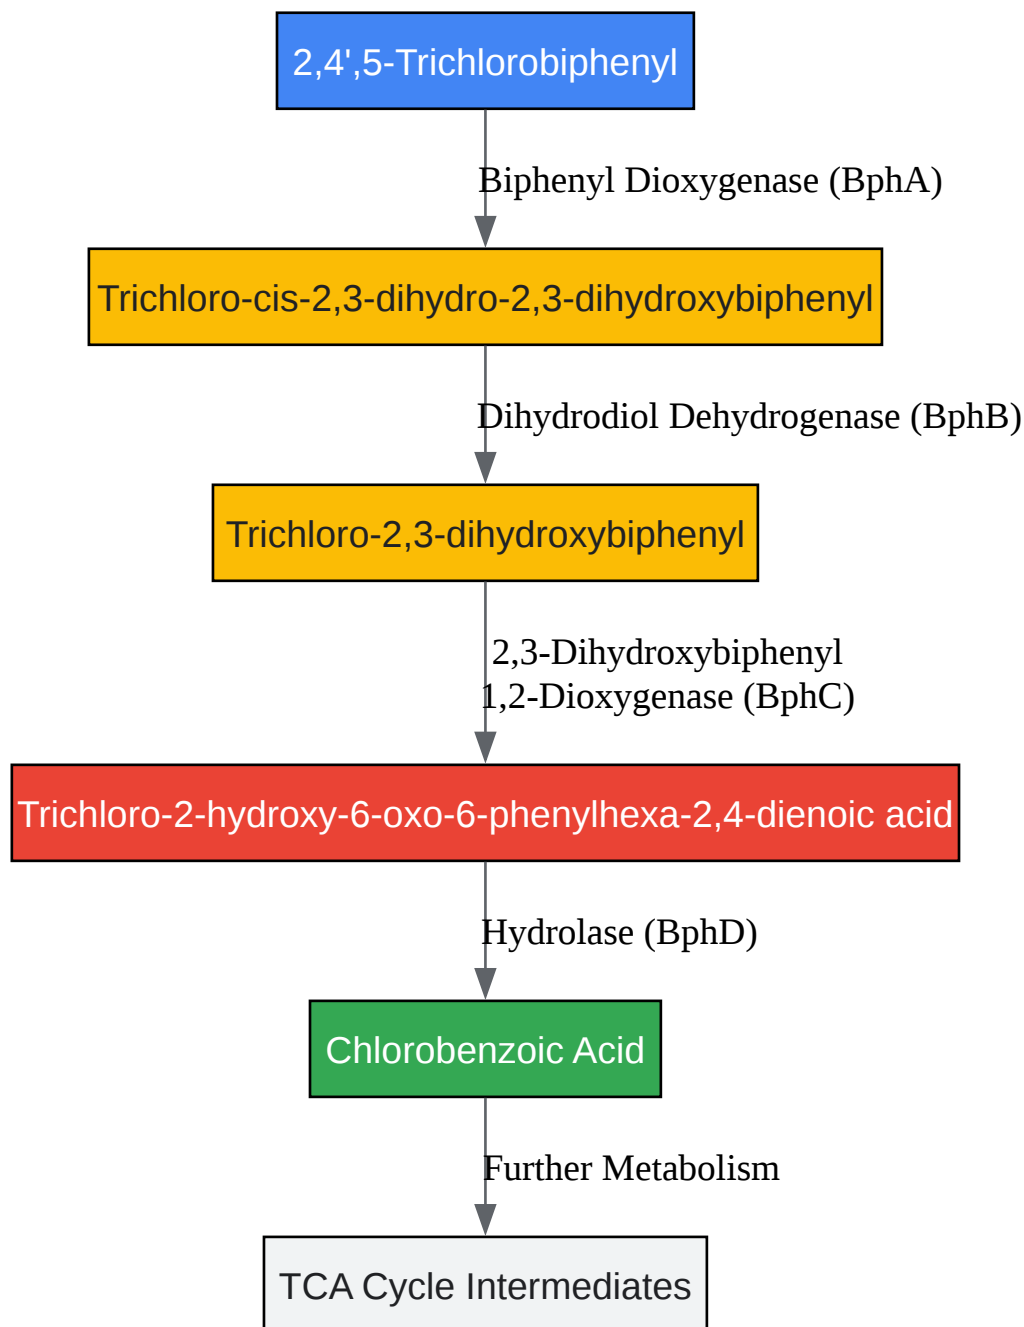 2,4',5-Trichlorobiphenyl
Biphenyl Dioxygenase (BphA)
Trichloro-cis-2,3-dihydro-2,3-dihydroxybiphenyl
Dihydrodiol Dehydrogenase (BphB)
Trichloro-2,3-dihydroxybiphenyl
2,3-Dihydroxybiphenyl
1,2-Dioxygenase (BphC)
Trichloro-2-hydroxy-6-oxo-6-phenylhexa-2,4-dienoic acid
Hydrolase (BphD)
Chlorobenzoic Acid
Further Metabolism
TCA Cycle Intermediates